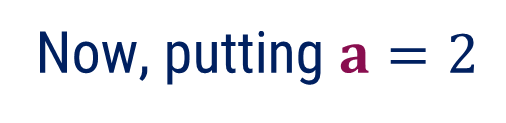 Now, putting a = 2